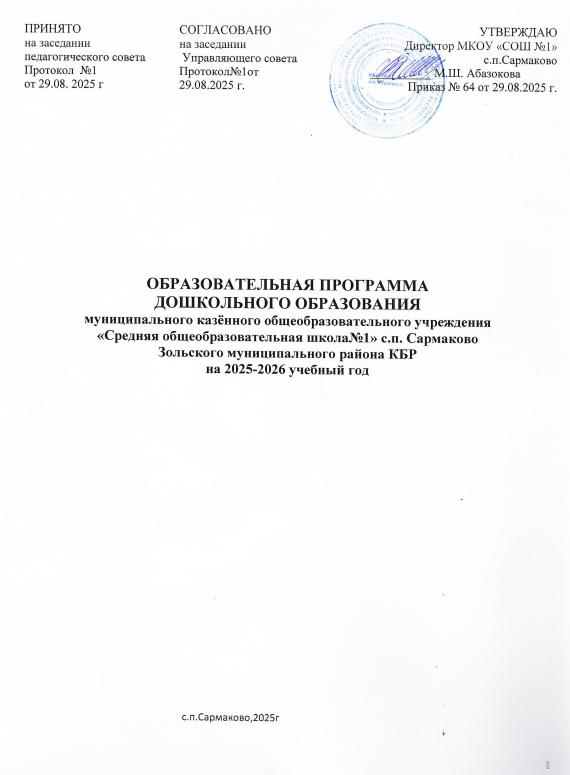 ПРИНЯТО
на заседании
педагогического совета
Протокол №1
от 29.08. 2025 г
СОГЛАСОВАНО
на заседании
Управляющего совета
Протокол№1от
29.08.2025 г.
УТВЕРЖДАЮ
Директор МКОУ «СОШ №1»
с.п.Сармаково
М.Ш. Абазокова
Приказ № 64 от 29.08.2025 г.
ОБРАЗОВАТЕЛЬНАЯ ПРОГРАММА
ДОШКОЛЬНОГО ОБРАЗОВАНИЯ
муниципального казённого общеобразовательного учреждения
«Средняя общеобразовательная школа№1» с.п. Сармаково
Зольского муниципального района КБР
на 2025-2026 учебный год
с.п.Сармаково,2025г